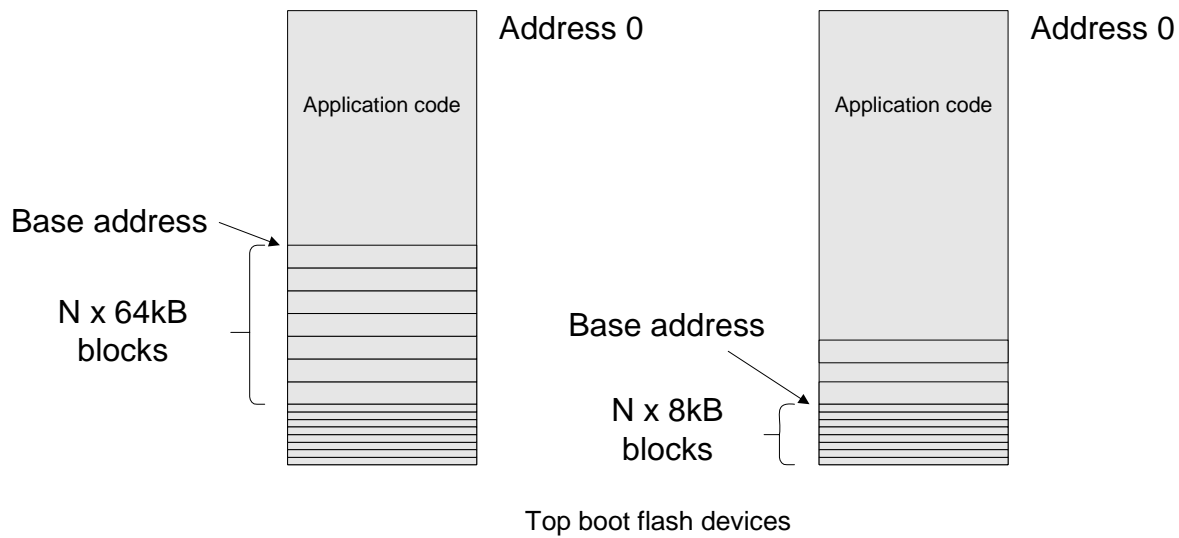 Address 0
Application code
Base address
N x 64kB
blocks
Address 0
Application code
Base address
N x 8kB
blocks
Top boot flash devices